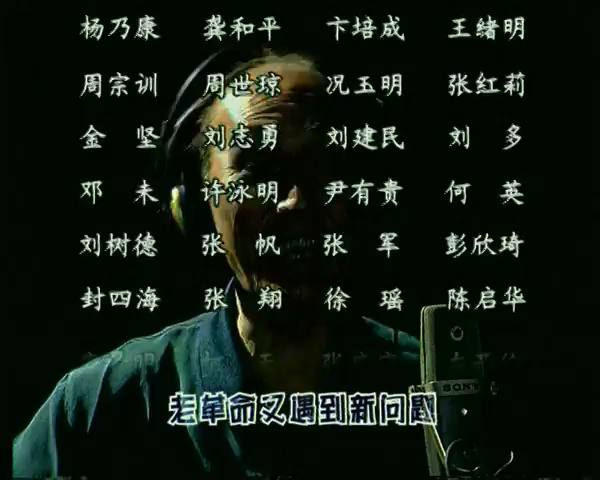 杨乃康 龚和平 卞培成 王绪明
周宗训 周世琼 况玉明 张红莉
金坚 刘志勇 刘建民 刘多
邓未 许泳明 尹有贵 何英
刘树德 张帆 张军 彭欣琦
封四海 张翔 徐瑶 陈启华
SONY
老革命又遇到新问题